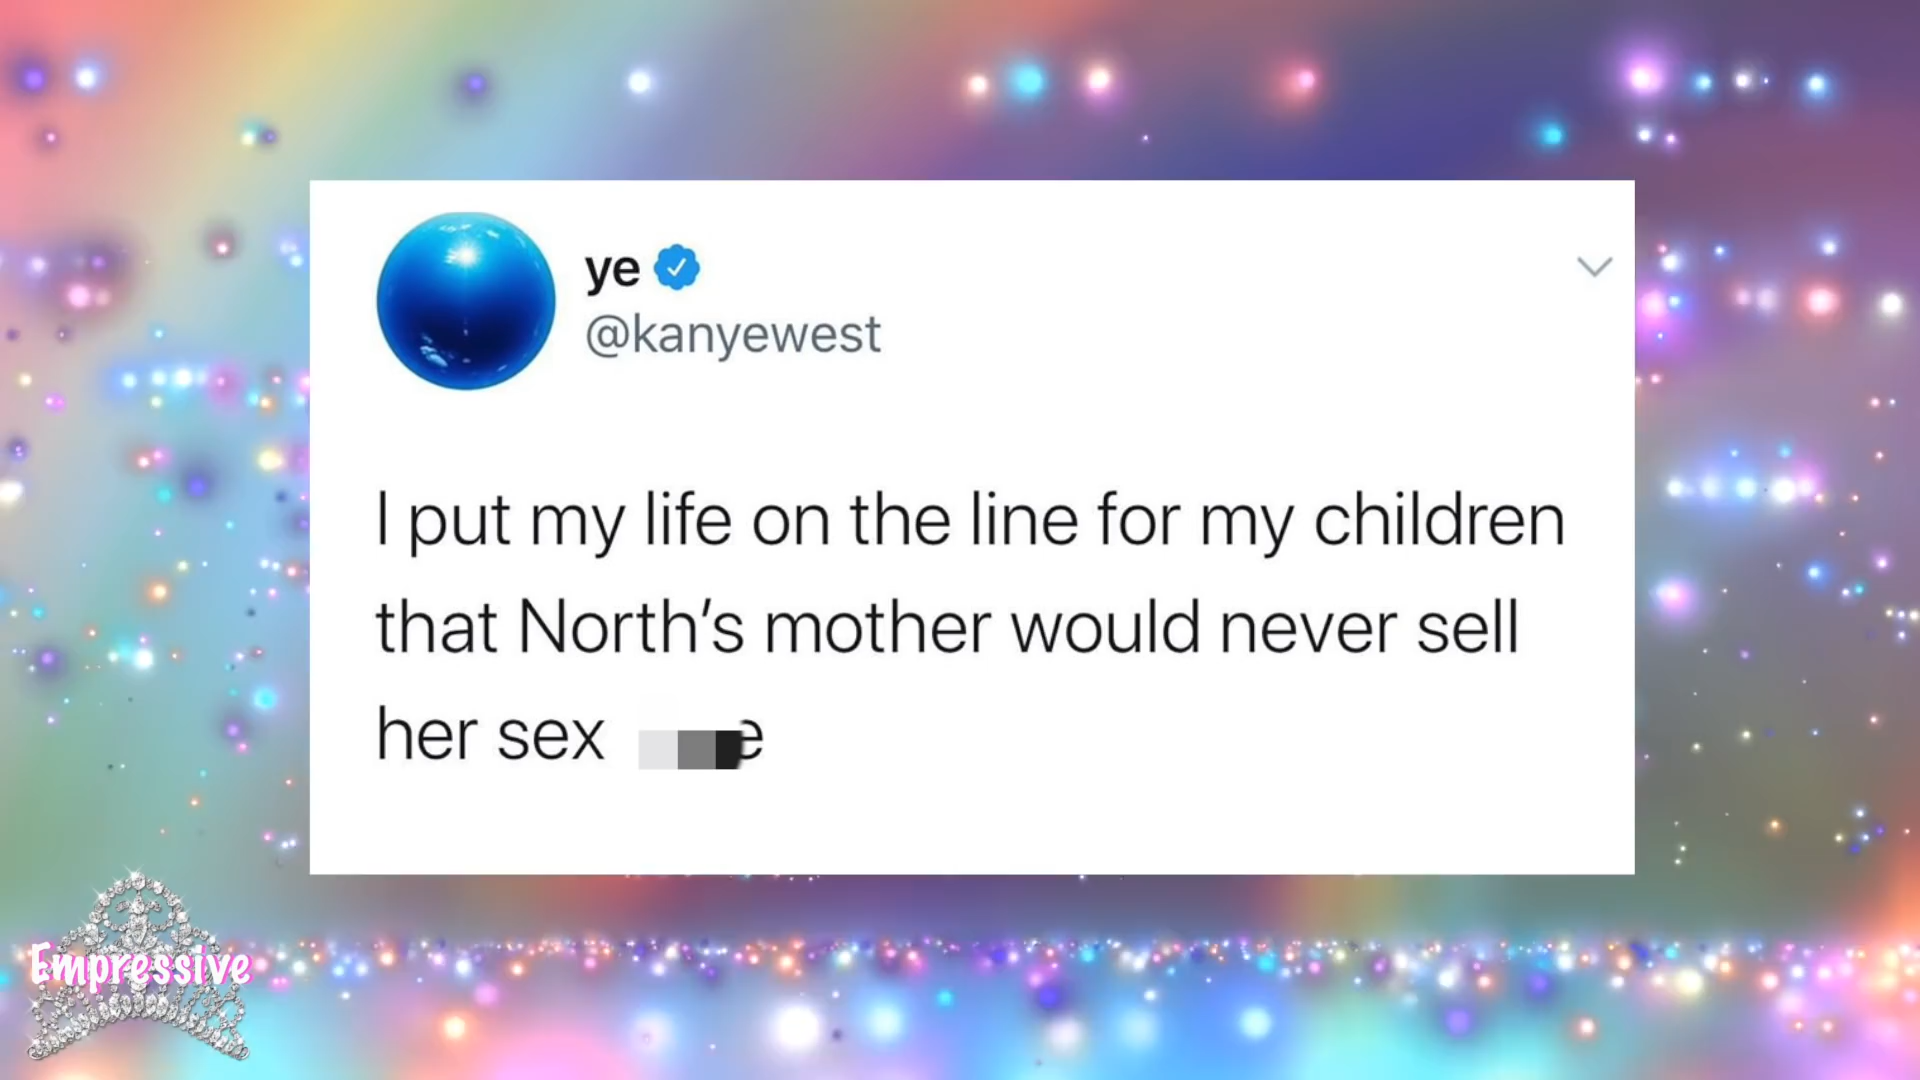 ye
@kanyewest
I put my life on the line for my children
that North’s mother would never sell
her sex
Empressive